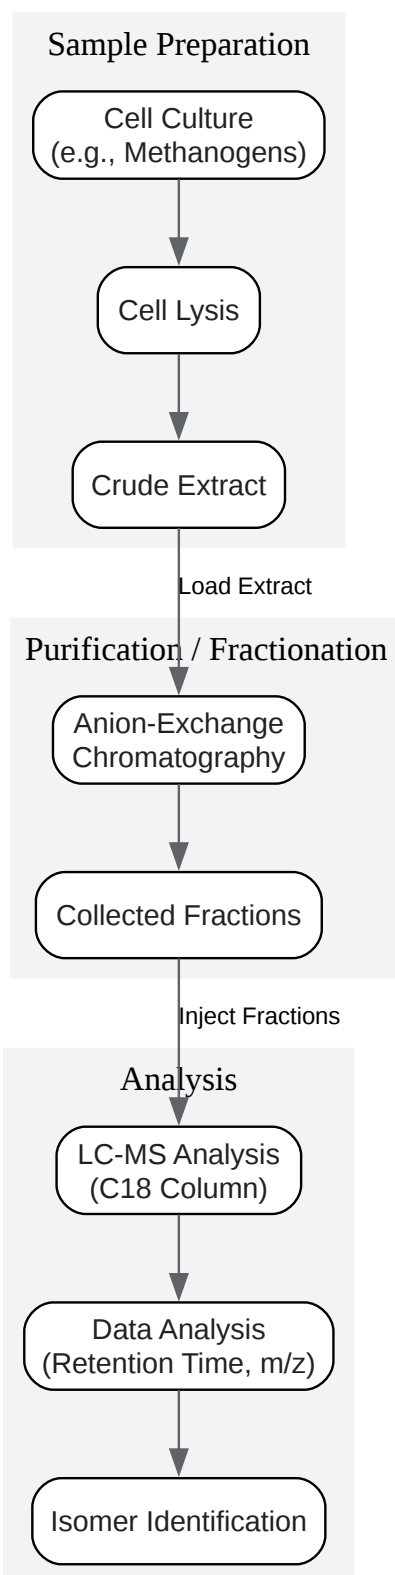 Sample Preparation
Cell Culture
(e.g., Methanogens)
Cell Lysis
Crude Extract
Load Extract
Purification / Fractionation
Anion-Exchange
Chromatography
Collected Fractions
Inject Fractions
Analysis
LC-MS Analysis
(C18 Column)
Data Analysis
(Retention Time, m/z)
Isomer Identification